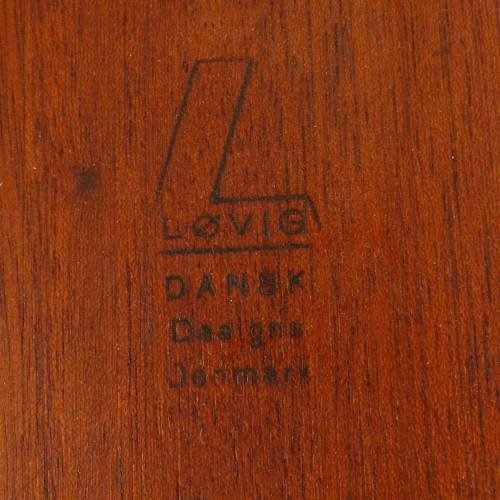 L
LØVIG
DANSK
Designs
Denmark